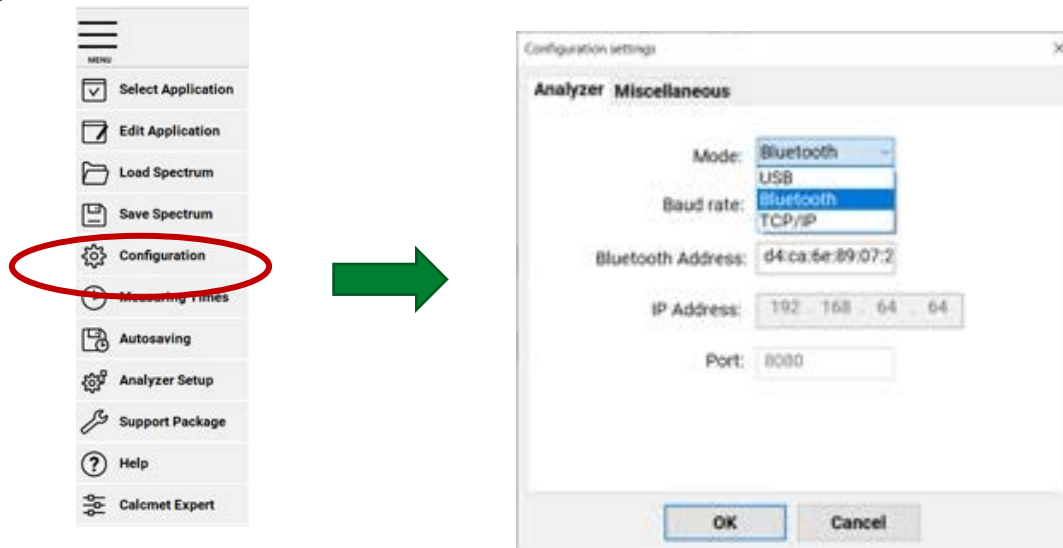 MENU
Select Application
Edit Application
Load Spectrum
Save Spectrum
Configuration
Measuring Times
Autosaving
Analyzer Setup
Support Package
Help
Calcmet Expert
Configuration settings
Analyzer Miscellaneous
Mode: Bluetooth
USB
Bluetooth
TCP/IP
Baud rate:
Bluetooth Address: d4:ca:6e:89:07:2
IP Address: 192 . 168 . 64 . 64
Port: 8080
OK Cancel